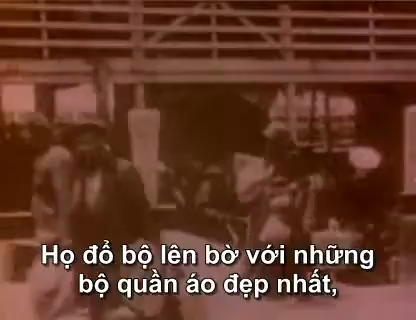 Họ đổ bộ lên bờ với những
bộ quần áo đẹp nhất,